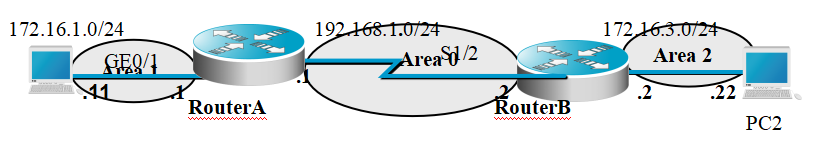 172.16.1.0/24
192.168.1.0/24
172.16.3.0/24
GE0/1
Area 1
Area 0
S1/2
Area 2
.11
.1
RouterA
.1
.2
RouterB
.2
.22
PC2